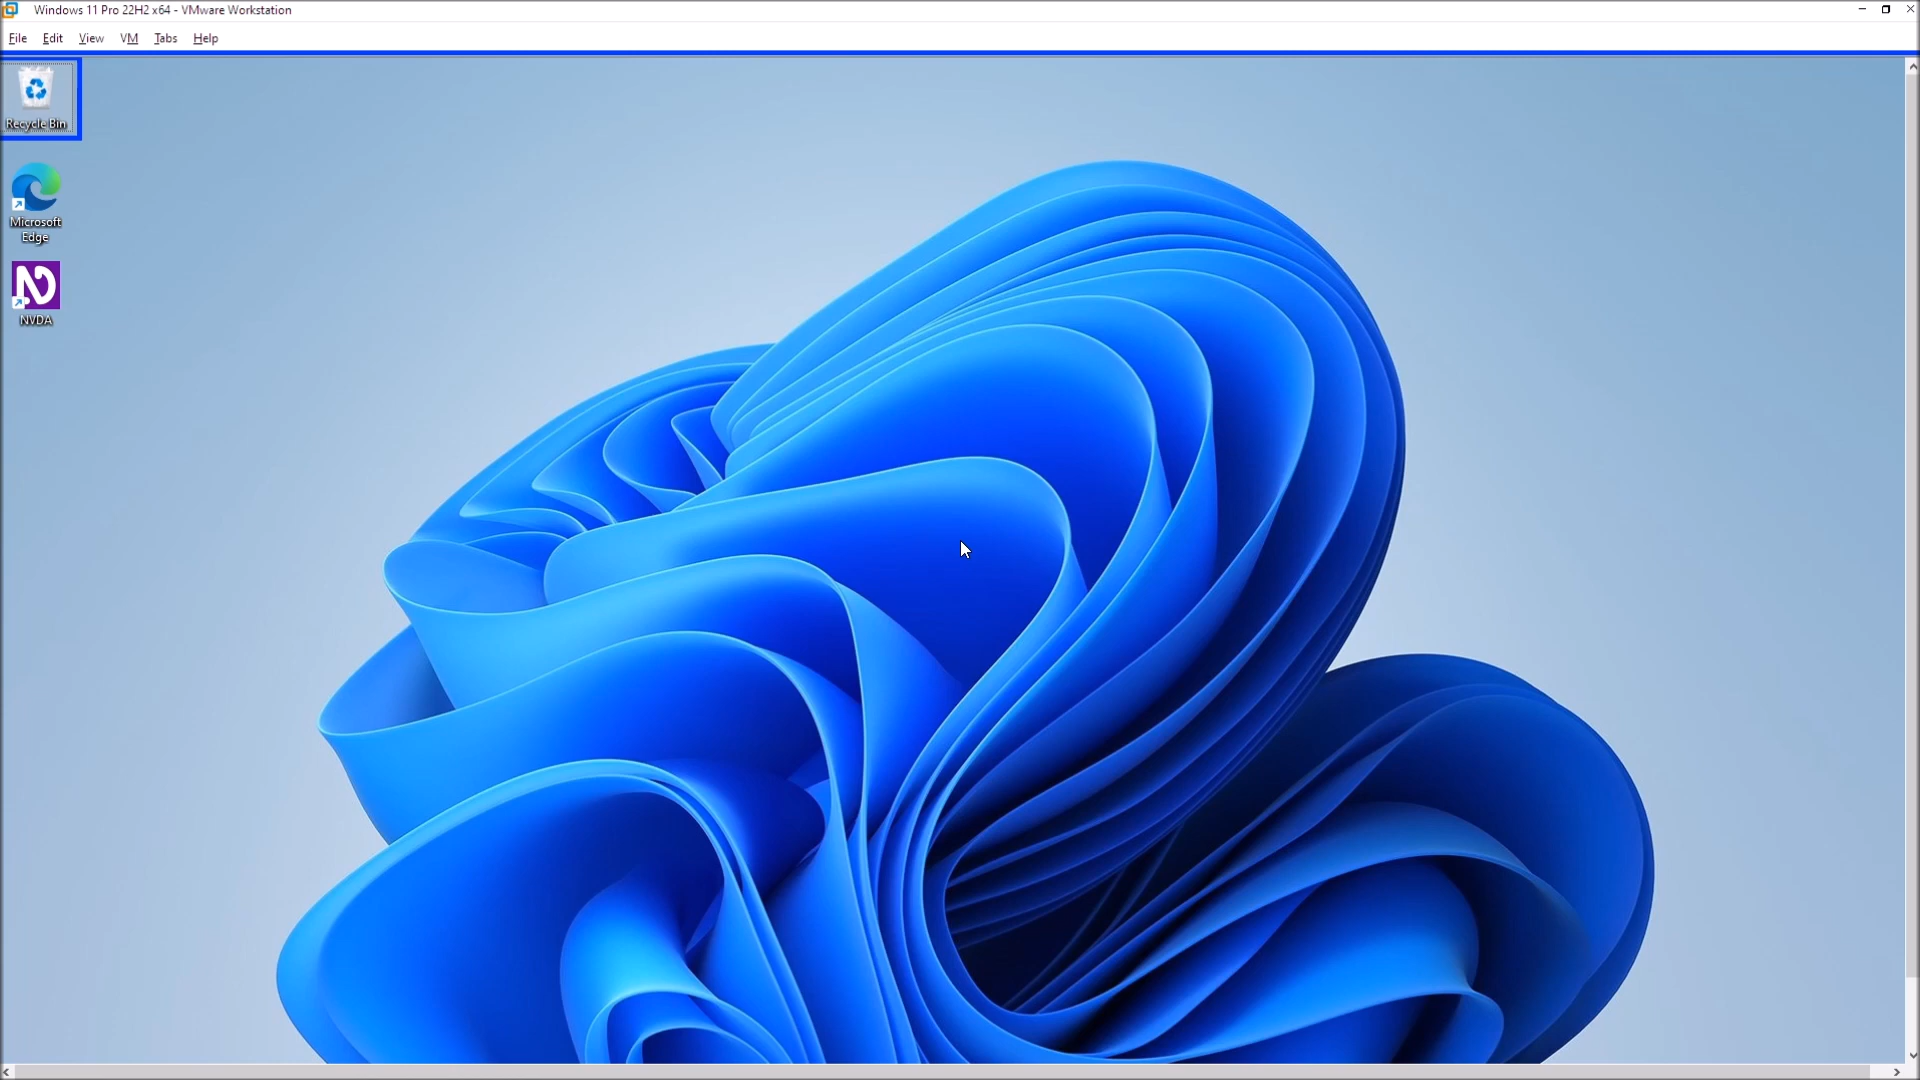 Windows 11 Pro 22H2 x64 - VMware Workstation
File Edit View VM Tabs Help
Recycle Bin
Microsoft
Edge
NVDA